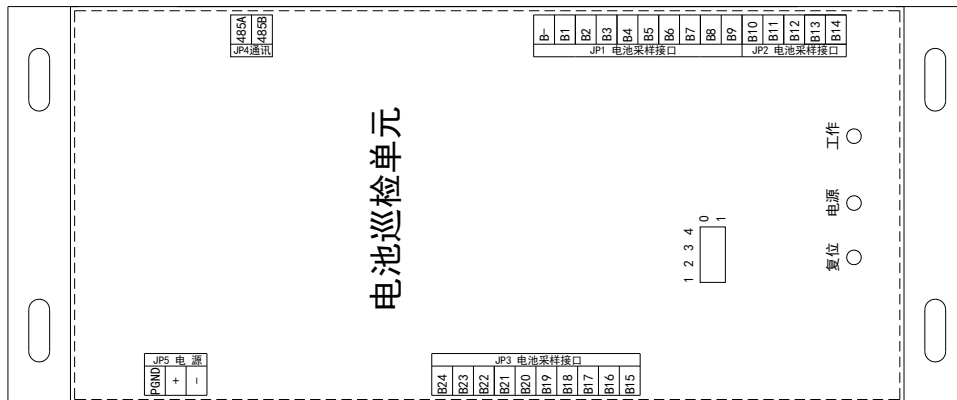 485A
485B
JP4通讯
B-
B1
B2
B3
B4
B5
B6
B7
B8
B9
B10
B11
B12
B13
B14
JP1 电池采样接口
JP2 电池采样接口
电池巡检单元
工作
电源
复位
1 2 3 4
0
1
JP5 电 源
PGND
+
-
JP3 电池采样接口
B24
B23
B22
B21
B20
B19
B18
B17
B16
B15